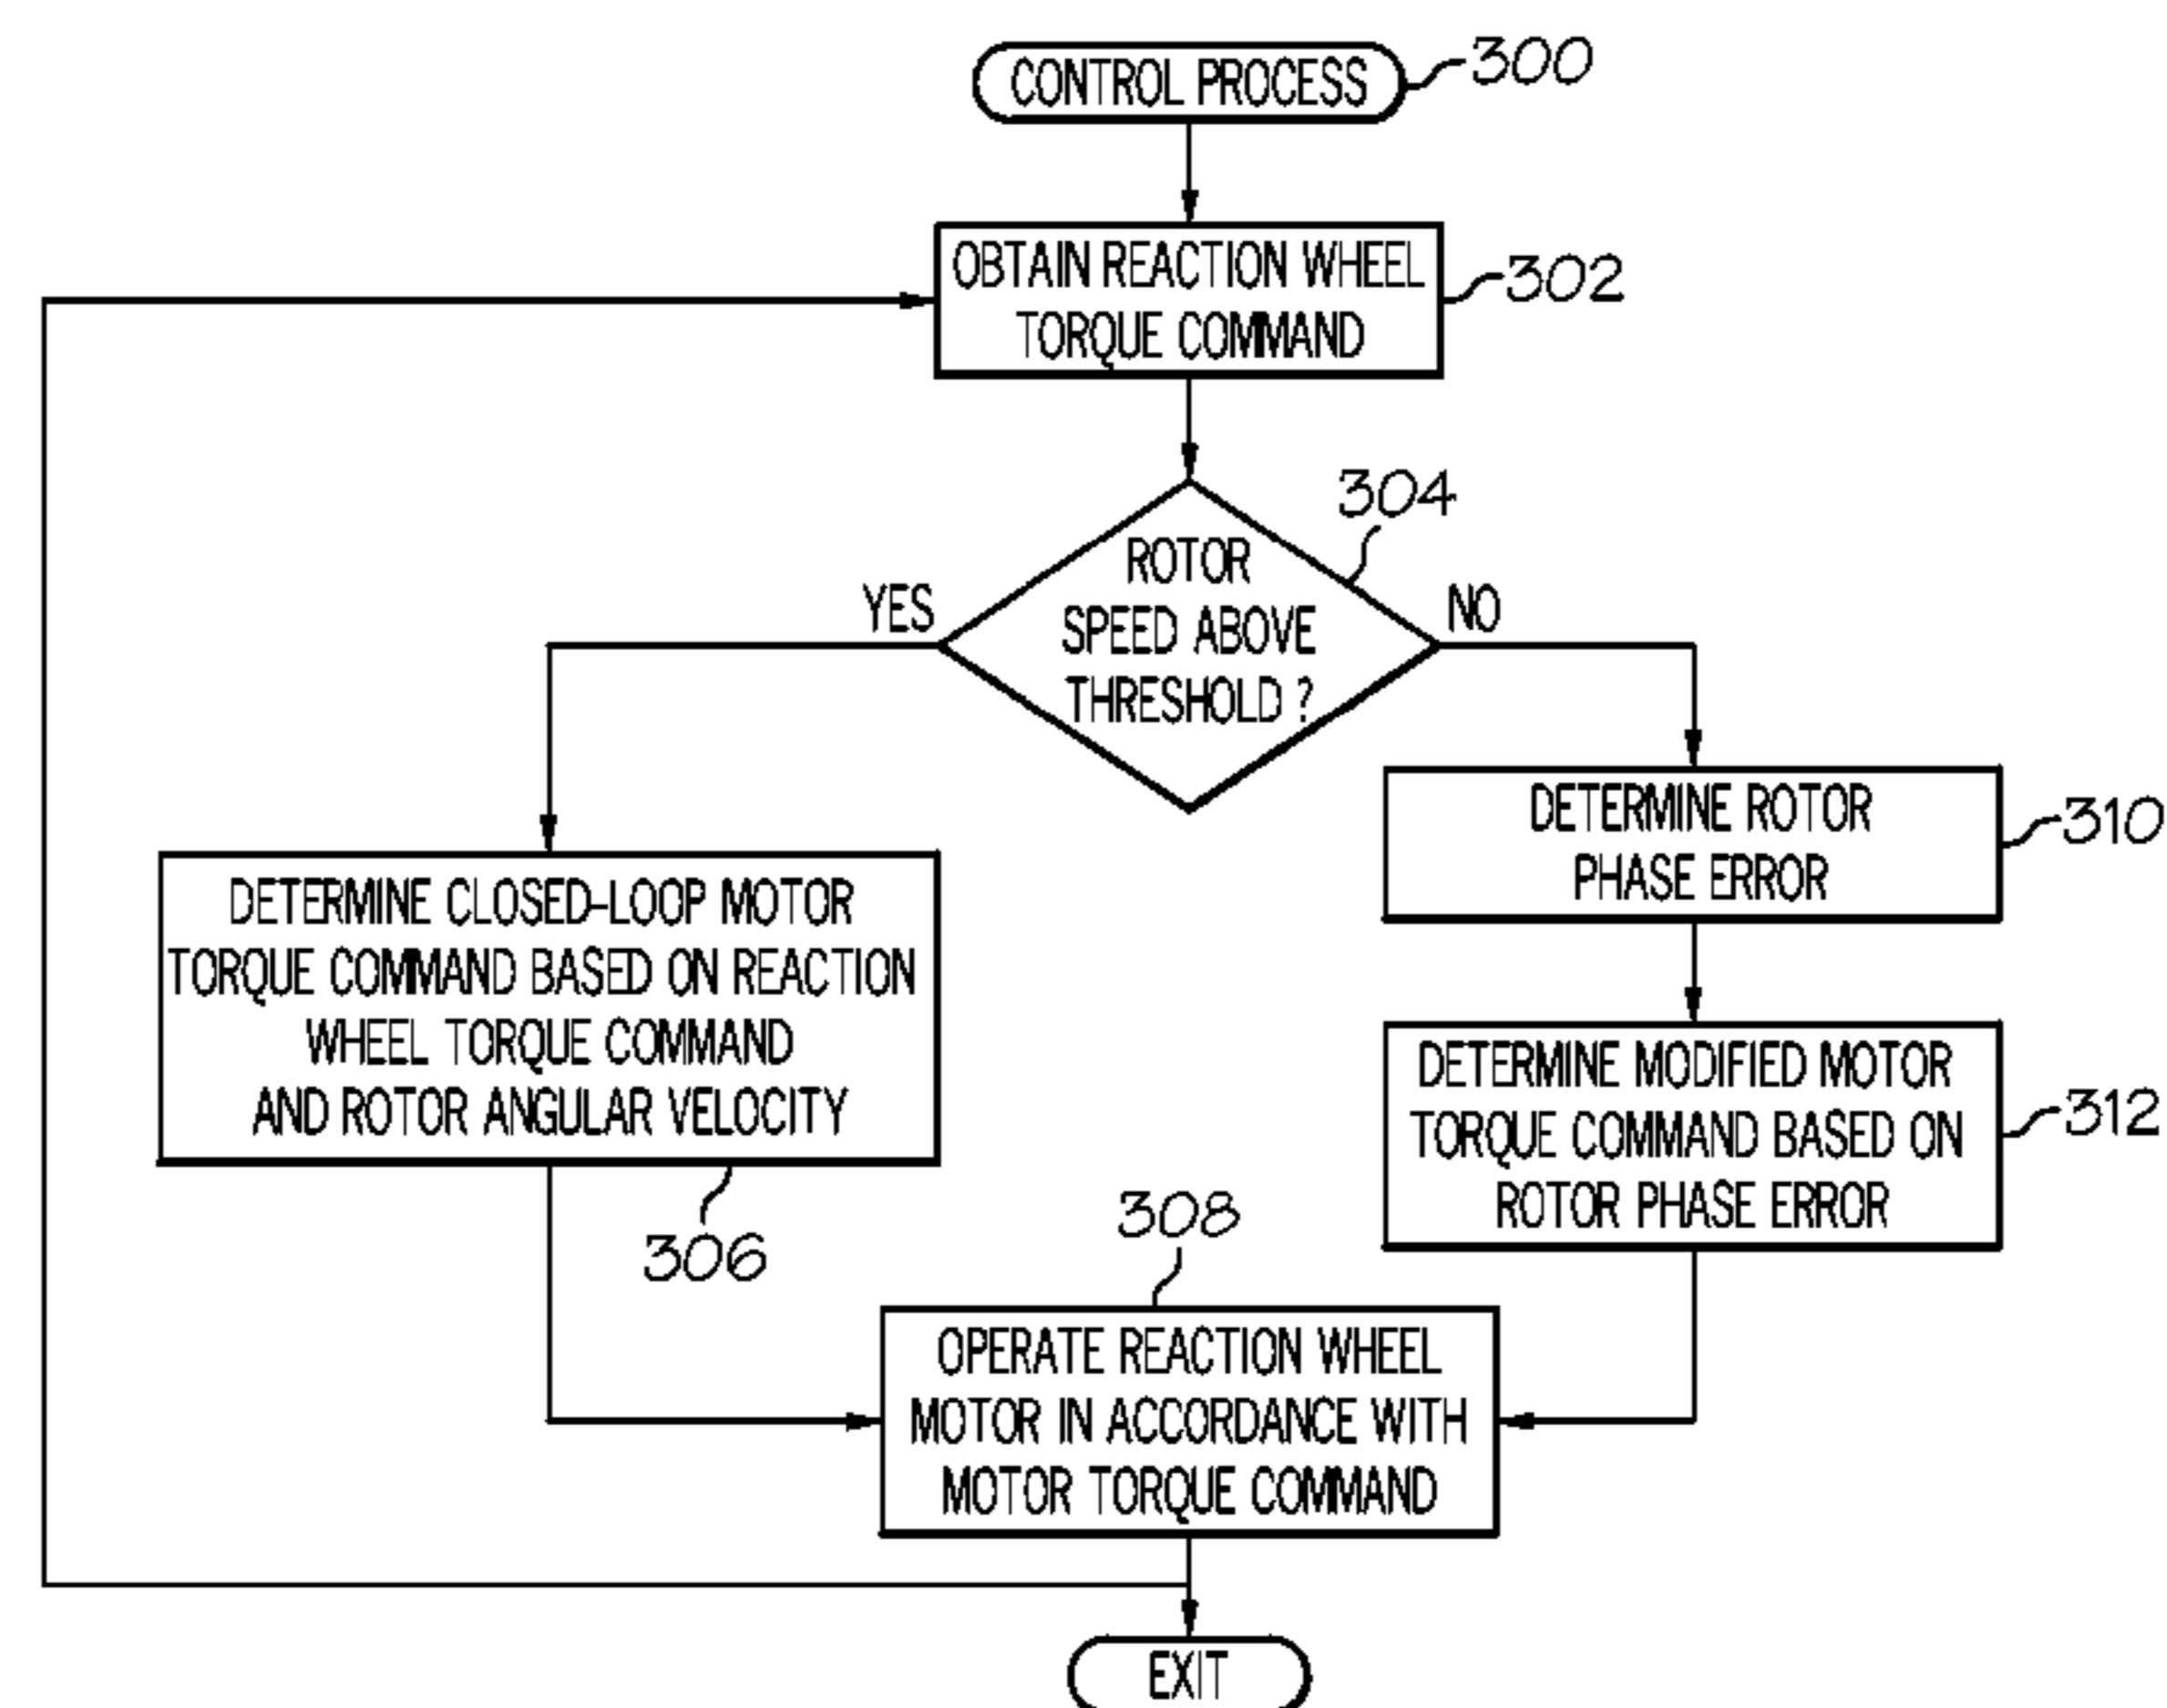 CONTROL PROCESS
300
OBTAIN REACTION WHEEL
TORQUE COMMAND
302
304
ROTOR
SPEED ABOVE
THRESHOLD ?
YES
NO
DETERMINE ROTOR
PHASE ERROR
310
DETERMINE CLOSED-LOOP MOTOR
TORQUE COMMAND BASED ON REACTION
WHEEL TORQUE COMMAND
AND ROTOR ANGULAR VELOCITY
306
DETERMINE MODIFIED MOTOR
TORQUE COMMAND BASED ON
ROTOR PHASE ERROR
312
308
OPERATE REACTION WHEEL
MOTOR IN ACCORDANCE WITH
MOTOR TORQUE COMMAND
EXIT